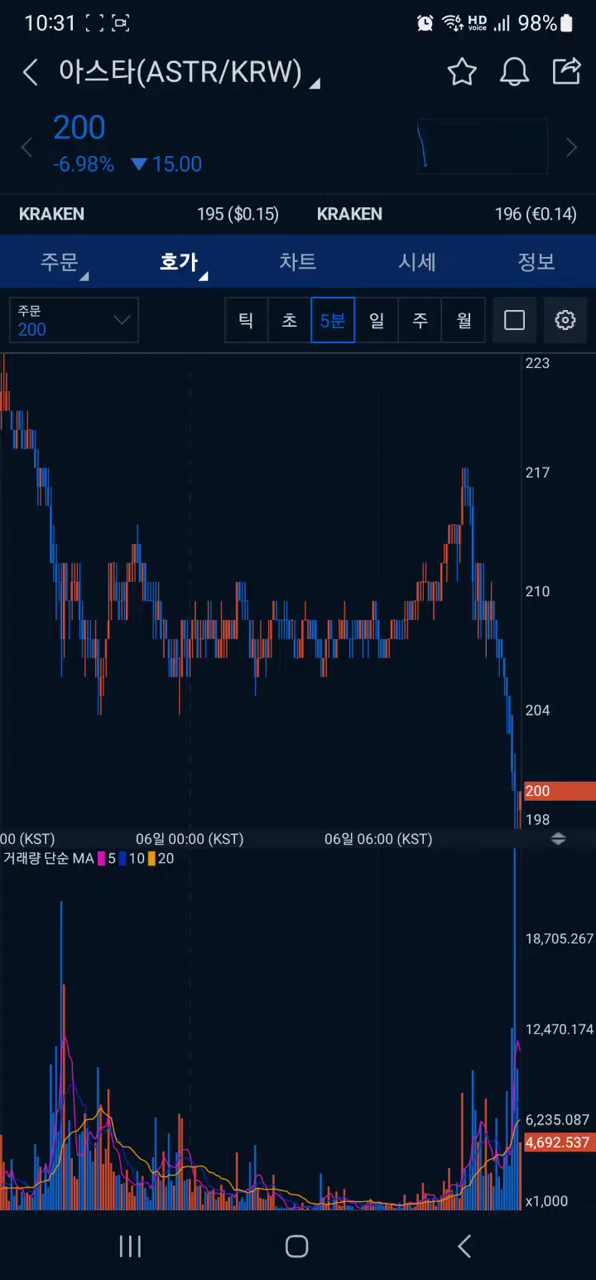 10:31 HD voice 98%
아스타(ASTR/KRW)
200
-6.98% ▼15.00
KRAKEN 195 ($0.15) KRAKEN 196 (€0.14)
주문 호가 차트 시세 정보
주문
200
틱 초 5분 일 주 월
223
217
210
204
200
198
00 (KST) 06일 00:00 (KST) 06일 06:00 (KST)
거래량 단순 MA 5 10 20
18,705.267
12,470.174
6,235.087
4,692.537
x1,000